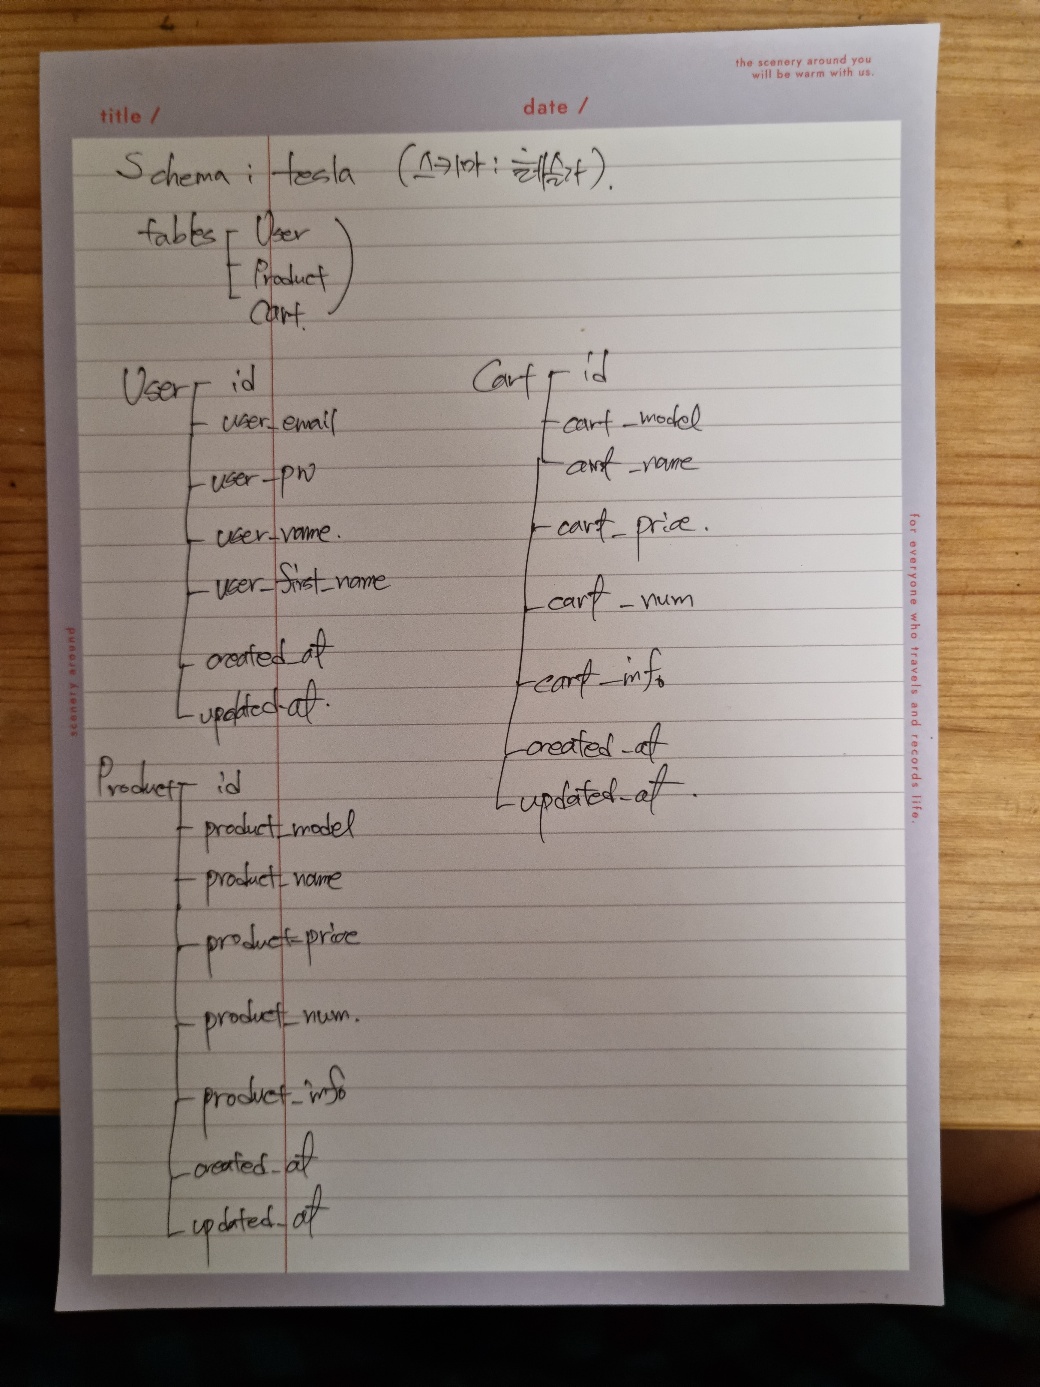 the scenery around you
will be warm with us.
title /
date /
Schema : tesla (스키마 : 테슬라).
tables
User
Product
Cart.
User
id
user_email
user_pw
user_name.
user_first_name
created_at
updated_at.
Product
id
product_model
product_name
product_price
product_num.
product_info
created_at
updated_at
Cart
id
cart_model
cart_name
cart_price.
cart_num
cart_info
created_at
updated_at.
scenery around
for everyone who travels and records life.